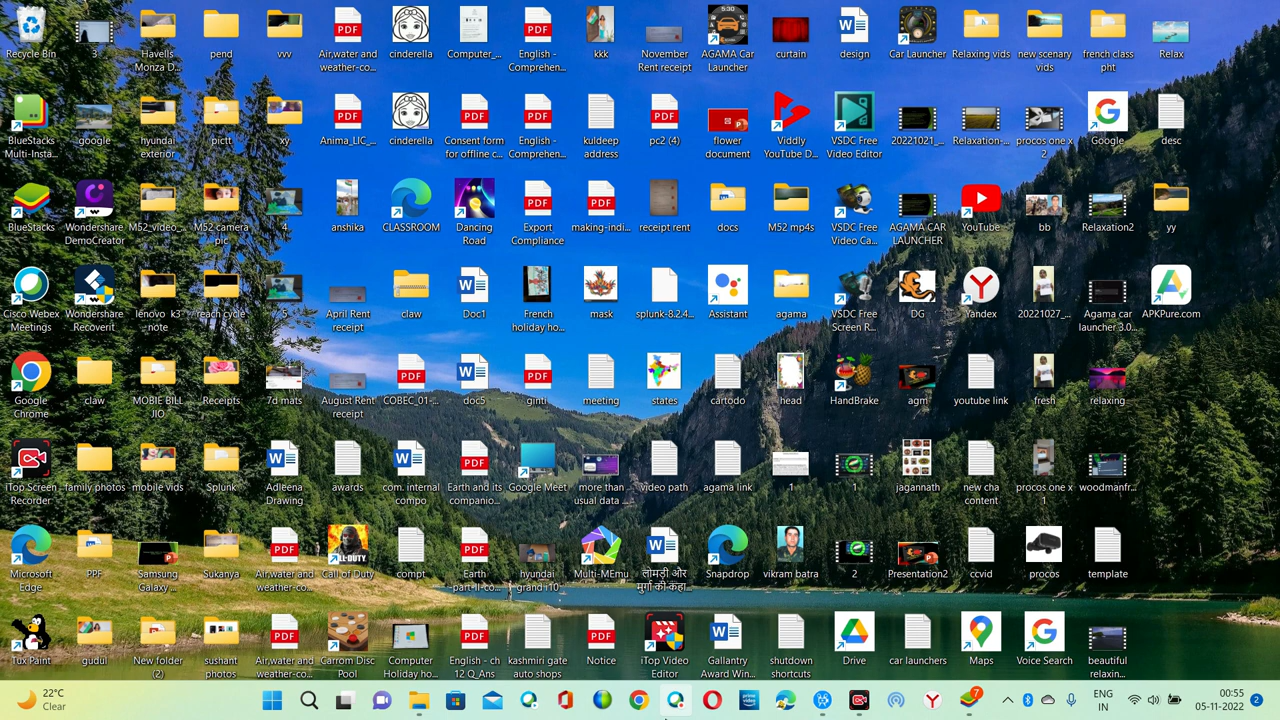 Recycle Bin
3
Havells
Monza D...
pend
vvv
Air,water and
weather-co...
cinderella
Computer_...
English -
Comprehen...
kkk
November
Rent receipt
AGAMA Car
Launcher
curtain
design
Car Launcher
Relaxing vids
new scenary
vids
french class
pht
Relax
BlueStacks
Multi-Insta...
google
hyundai
exterior
pictt
xy
Anima_LIC_...
cinderella
Consent form
for offline c...
English -
Comprehen...
kuldeep
address
pc2 (4)
flower
document
Viddly
YouTube D...
VSDC Free
Video Editor
20221021_...
Relaxation-...
procos one x
2
Google
desc
BlueStacks
Wondershare
DemoCreator
M52_video_...
M52 camera
pic
4
anshika
CLASSROOM
Dancing
Road
Export
Compliance
making-indi...
receipt rent
docs
M52 mp4s
VSDC Free
Video Ca...
AGAMA CAR
LAUNCHER
YouTube
bb
Relaxation2
yy
Cisco Webex
Meetings
Wondershare
Recoverit
lenovo k3
note
reach cycle
5
April Rent
receipt
claw
Doc1
French
holiday ho...
mask
splunk-8.2.4...
Assistant
agama
VSDC Free
Screen R...
DG
Yandex
20221027_...
Agama car
launcher 3.0...
APKPure.com
Google
Chrome
claw
MOBIE BILL
JIO
Receipts
7d mats
August Rent
receipt
COBEC_01-...
doc5
ginti
meeting
states
cartodo
head
HandBrake
agm
youtube link
fresh
relaxing
iTop Screen
Recorder
family photos
mobile vids
Splunk
Adleena
Drawing
awards
com. internal
compo
Earth and its
companio...
Google Meet
more than
usual data ...
video path
agama link
1
1
jagannath
new cha
content
procos one x
1
woodmanfr...
Microsoft
Edge
PPF
Samsung
Galaxy ...
Sukanya
Air,water and
weather-co...
Call of Duty
compt
Earth
-part-II-co...
hyundai
grand i10
Multi-MEmu
लोमड़ी और
मुर्गी की कहा...
Snapdrop
vikram batra
2
Presentation2
ccvid
procos
template
Tux Paint
gudul
New folder
(2)
sushant
photos
Air,water and
weather-co...
Carrom Disc
Pool
Computer
Holiday ho...
English - ch
12 Q_Ans
kashmiri gate
auto shops
Notice
iTop Video
Editor
Gallantry
Award Win...
shutdown
shortcuts
Drive
car launchers
Maps
Voice Search
beautiful
relaxin...
22°C
Clear
7
ENG
IN
00:55
05-11-2022
2